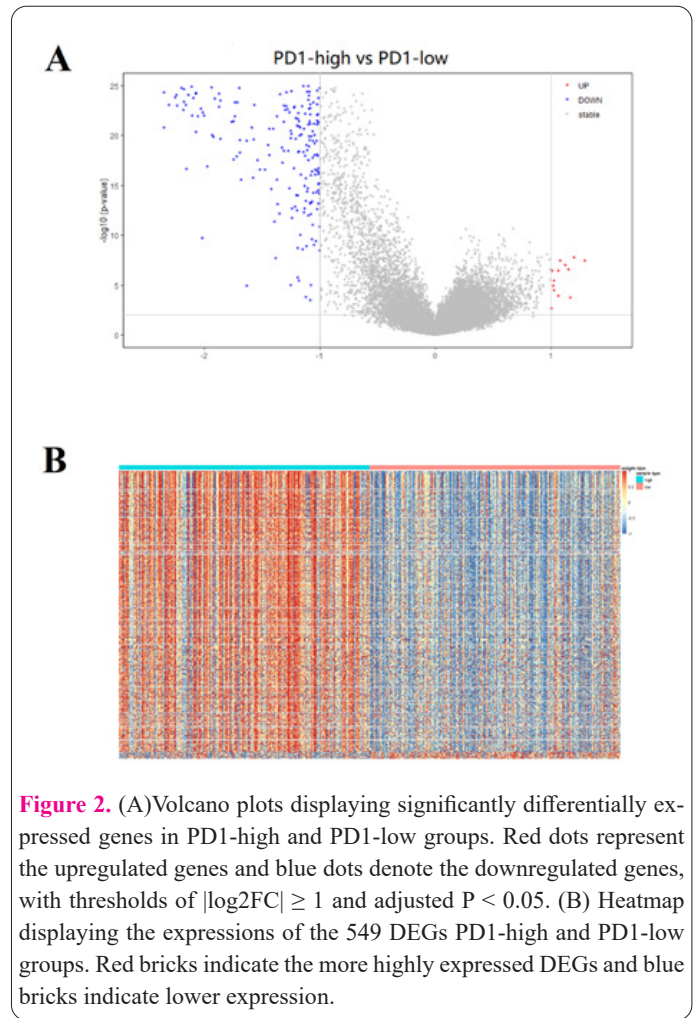 A
PD1-high vs PD1-low
UP
DOWN
stable
25
20
15
10
5
0
-log10 (p-value)
-2
-1
0
1
B
sample type
high
low
Figure 2. (A)Volcano plots displaying significantly differentially ex-
pressed genes in PD1-high and PD1-low groups. Red dots represent
the upregulated genes and blue dots denote the downregulated genes,
with thresholds of |log2FC| ≥ 1 and adjusted P < 0.05. (B) Heatmap
displaying the expressions of the 549 DEGs PD1-high and PD1-low
groups. Red bricks indicate the more highly expressed DEGs and blue
bricks indicate lower expression.